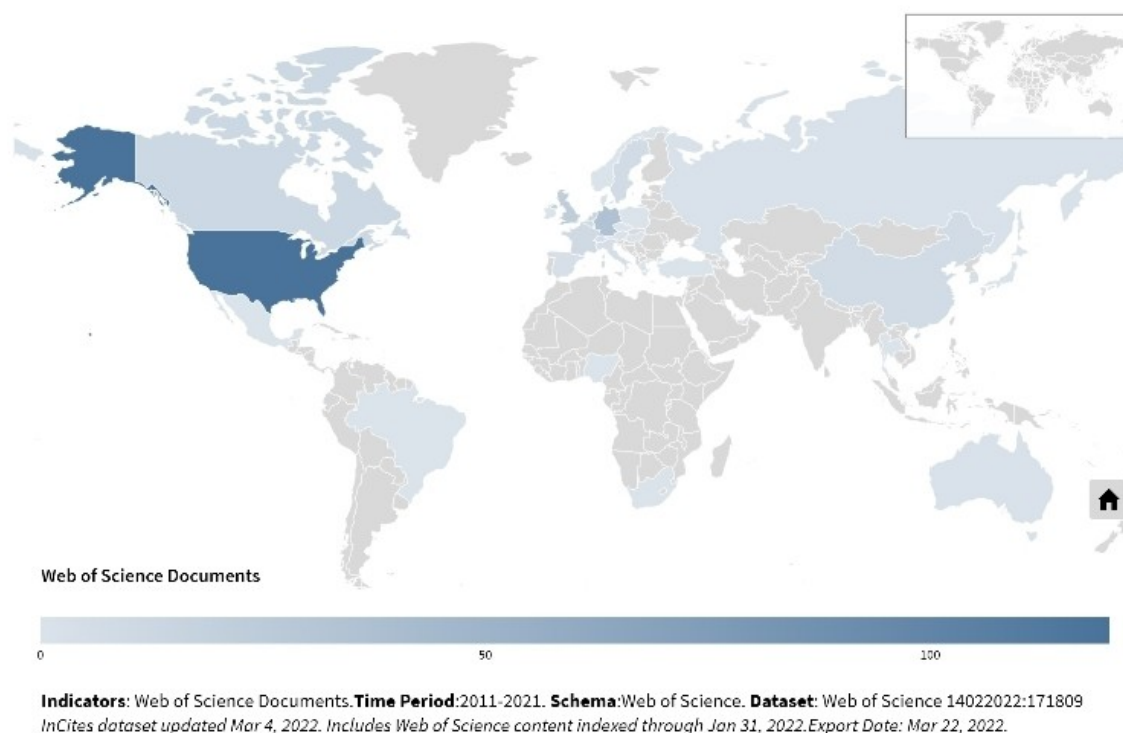 Web of Science Documents
0 50 100
Indicators: Web of Science Documents.Time Period:2011-2021. Schema:Web of Science. Dataset: Web of Science 14022022:171809
InCites dataset updated Mar 4, 2022. Includes Web of Science content indexed through Jan 31, 2022.Export Date: Mar 22, 2022.